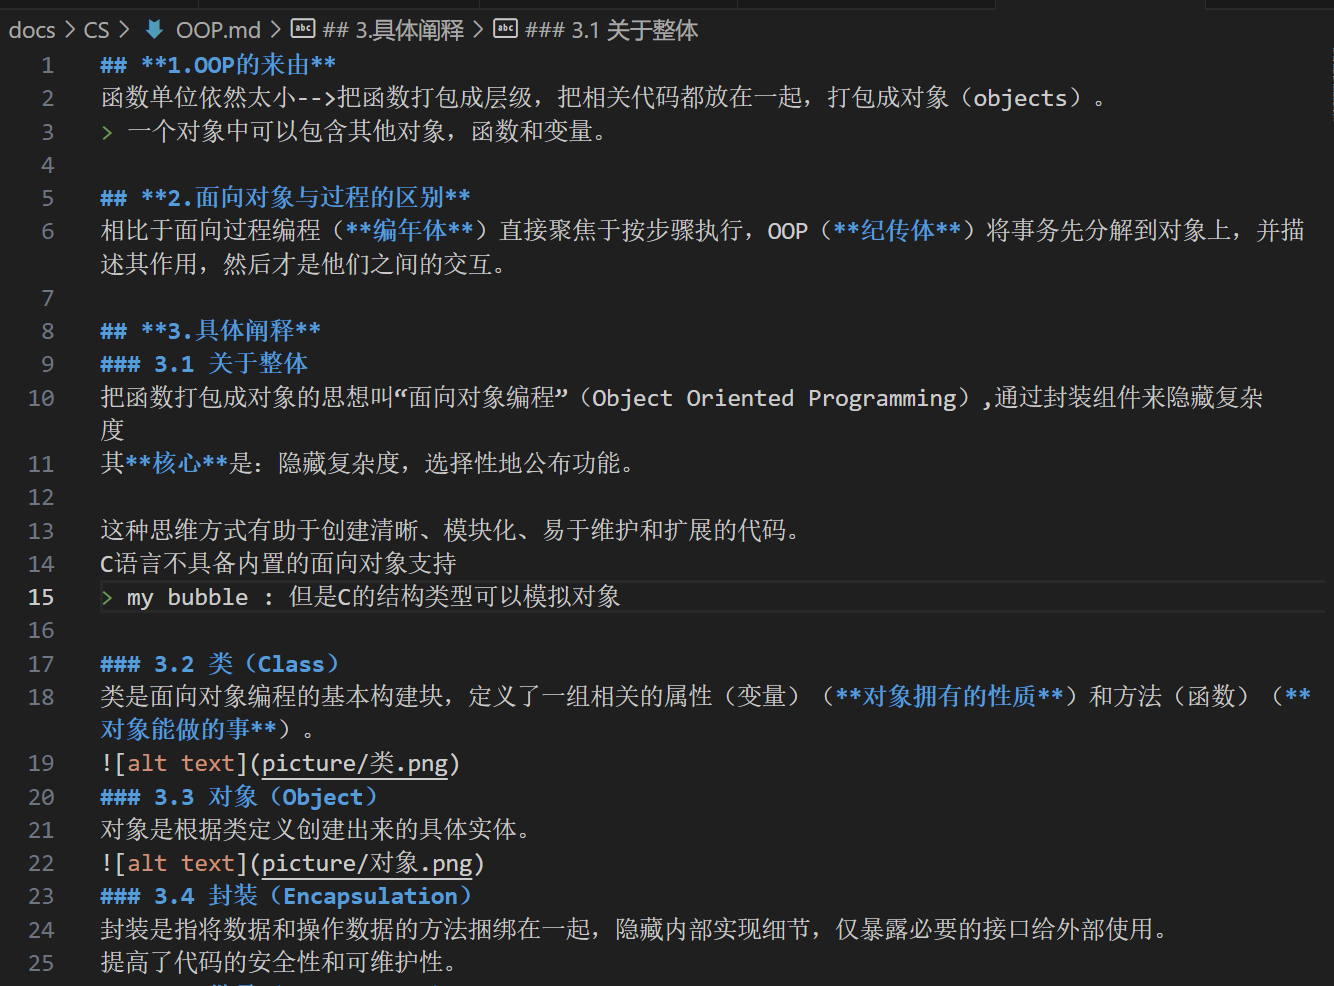 docs > CS > OOP.md > ## 3.具体阐释 > ### 3.1 关于整体
1 ## **1.OOP的来由**
2 函数单位依然太小-->把函数打包成层级，把相关代码都放在一起，打包成对象（objects）。
3 > 一个对象中可以包含其他对象，函数和变量。
4
5 ## **2.面向对象与过程的区别**
6 相比于面向过程编程（**编年体**）直接聚焦于按步骤执行，OOP（**纪传体**）将事务先分解到对象上，并描
述其作用，然后才是他们之间的交互。
7
8 ## **3.具体阐释**
9 ### 3.1 关于整体
10 把函数打包成对象的思想叫“面向对象编程”（Object Oriented Programming）,通过封装组件来隐藏复杂
度
11 其**核心**是：隐藏复杂度，选择性地公布功能。
12
13 这种思维方式有助于创建清晰、模块化、易于维护和扩展的代码。
14 C语言不具备内置的面向对象支持
15 > my bubble : 但是C的结构类型可以模拟对象
16
17 ### 3.2 类（Class）
18 类是面向对象编程的基本构建块，定义了一组相关的属性（变量）（**对象拥有的性质**）和方法（函数）（**
对象能做的事**）。
19 ![alt text](picture/类.png)
20 ### 3.3 对象（Object）
21 对象是根据类定义创建出来的具体实体。
22 ![alt text](picture/对象.png)
23 ### 3.4 封装（Encapsulation）
24 封装是指将数据和操作数据的方法捆绑在一起，隐藏内部实现细节，仅暴露必要的接口给外部使用。
25 提高了代码的安全性和可维护性。